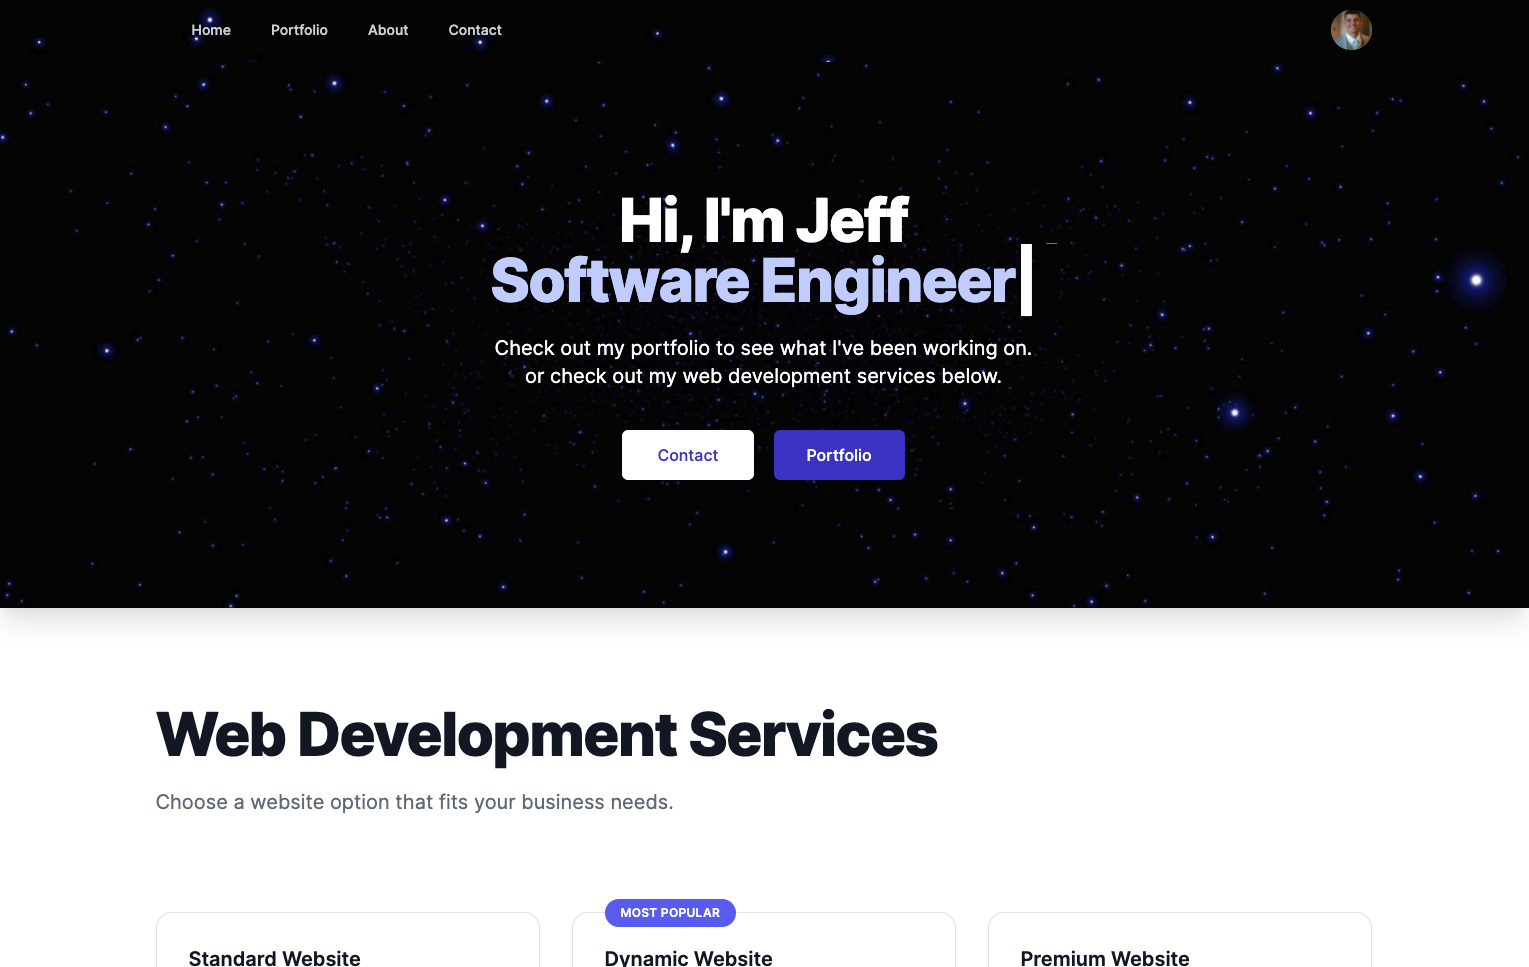 Home Portfolio About Contact
Hi, I'm Jeff
Software Engineer
Check out my portfolio to see what I've been working on.
or check out my web development services below.
Contact Portfolio
Web Development Services
Choose a website option that fits your business needs.
MOST POPULAR
Standard Website Dynamic Website Premium Website